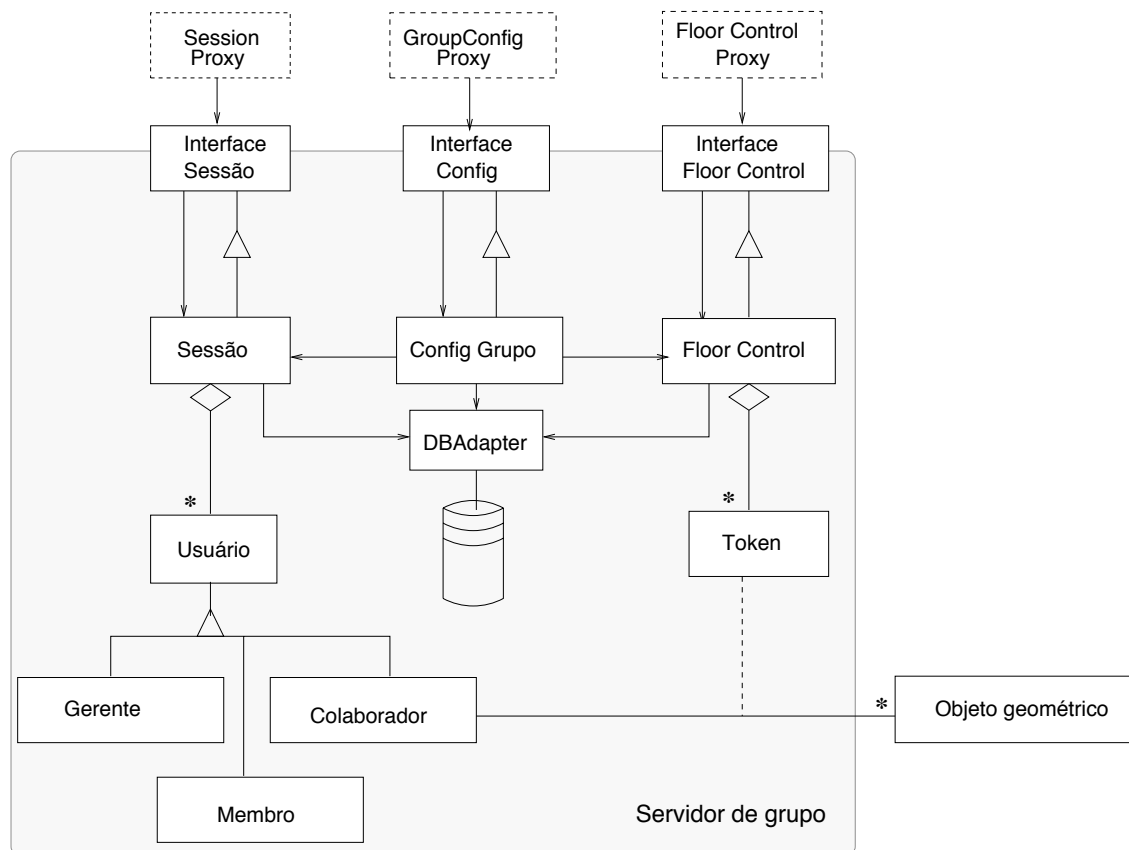 Session
Proxy
GroupConfig
Proxy
Floor Control
Proxy
Interface
Sessão
Interface
Config
Interface
Floor Control
Sessão
Config Grupo
Floor Control
DBAdapter
*
*
Usuário
Token
Gerente
Colaborador
*
Objeto geométrico
Membro
Servidor de grupo